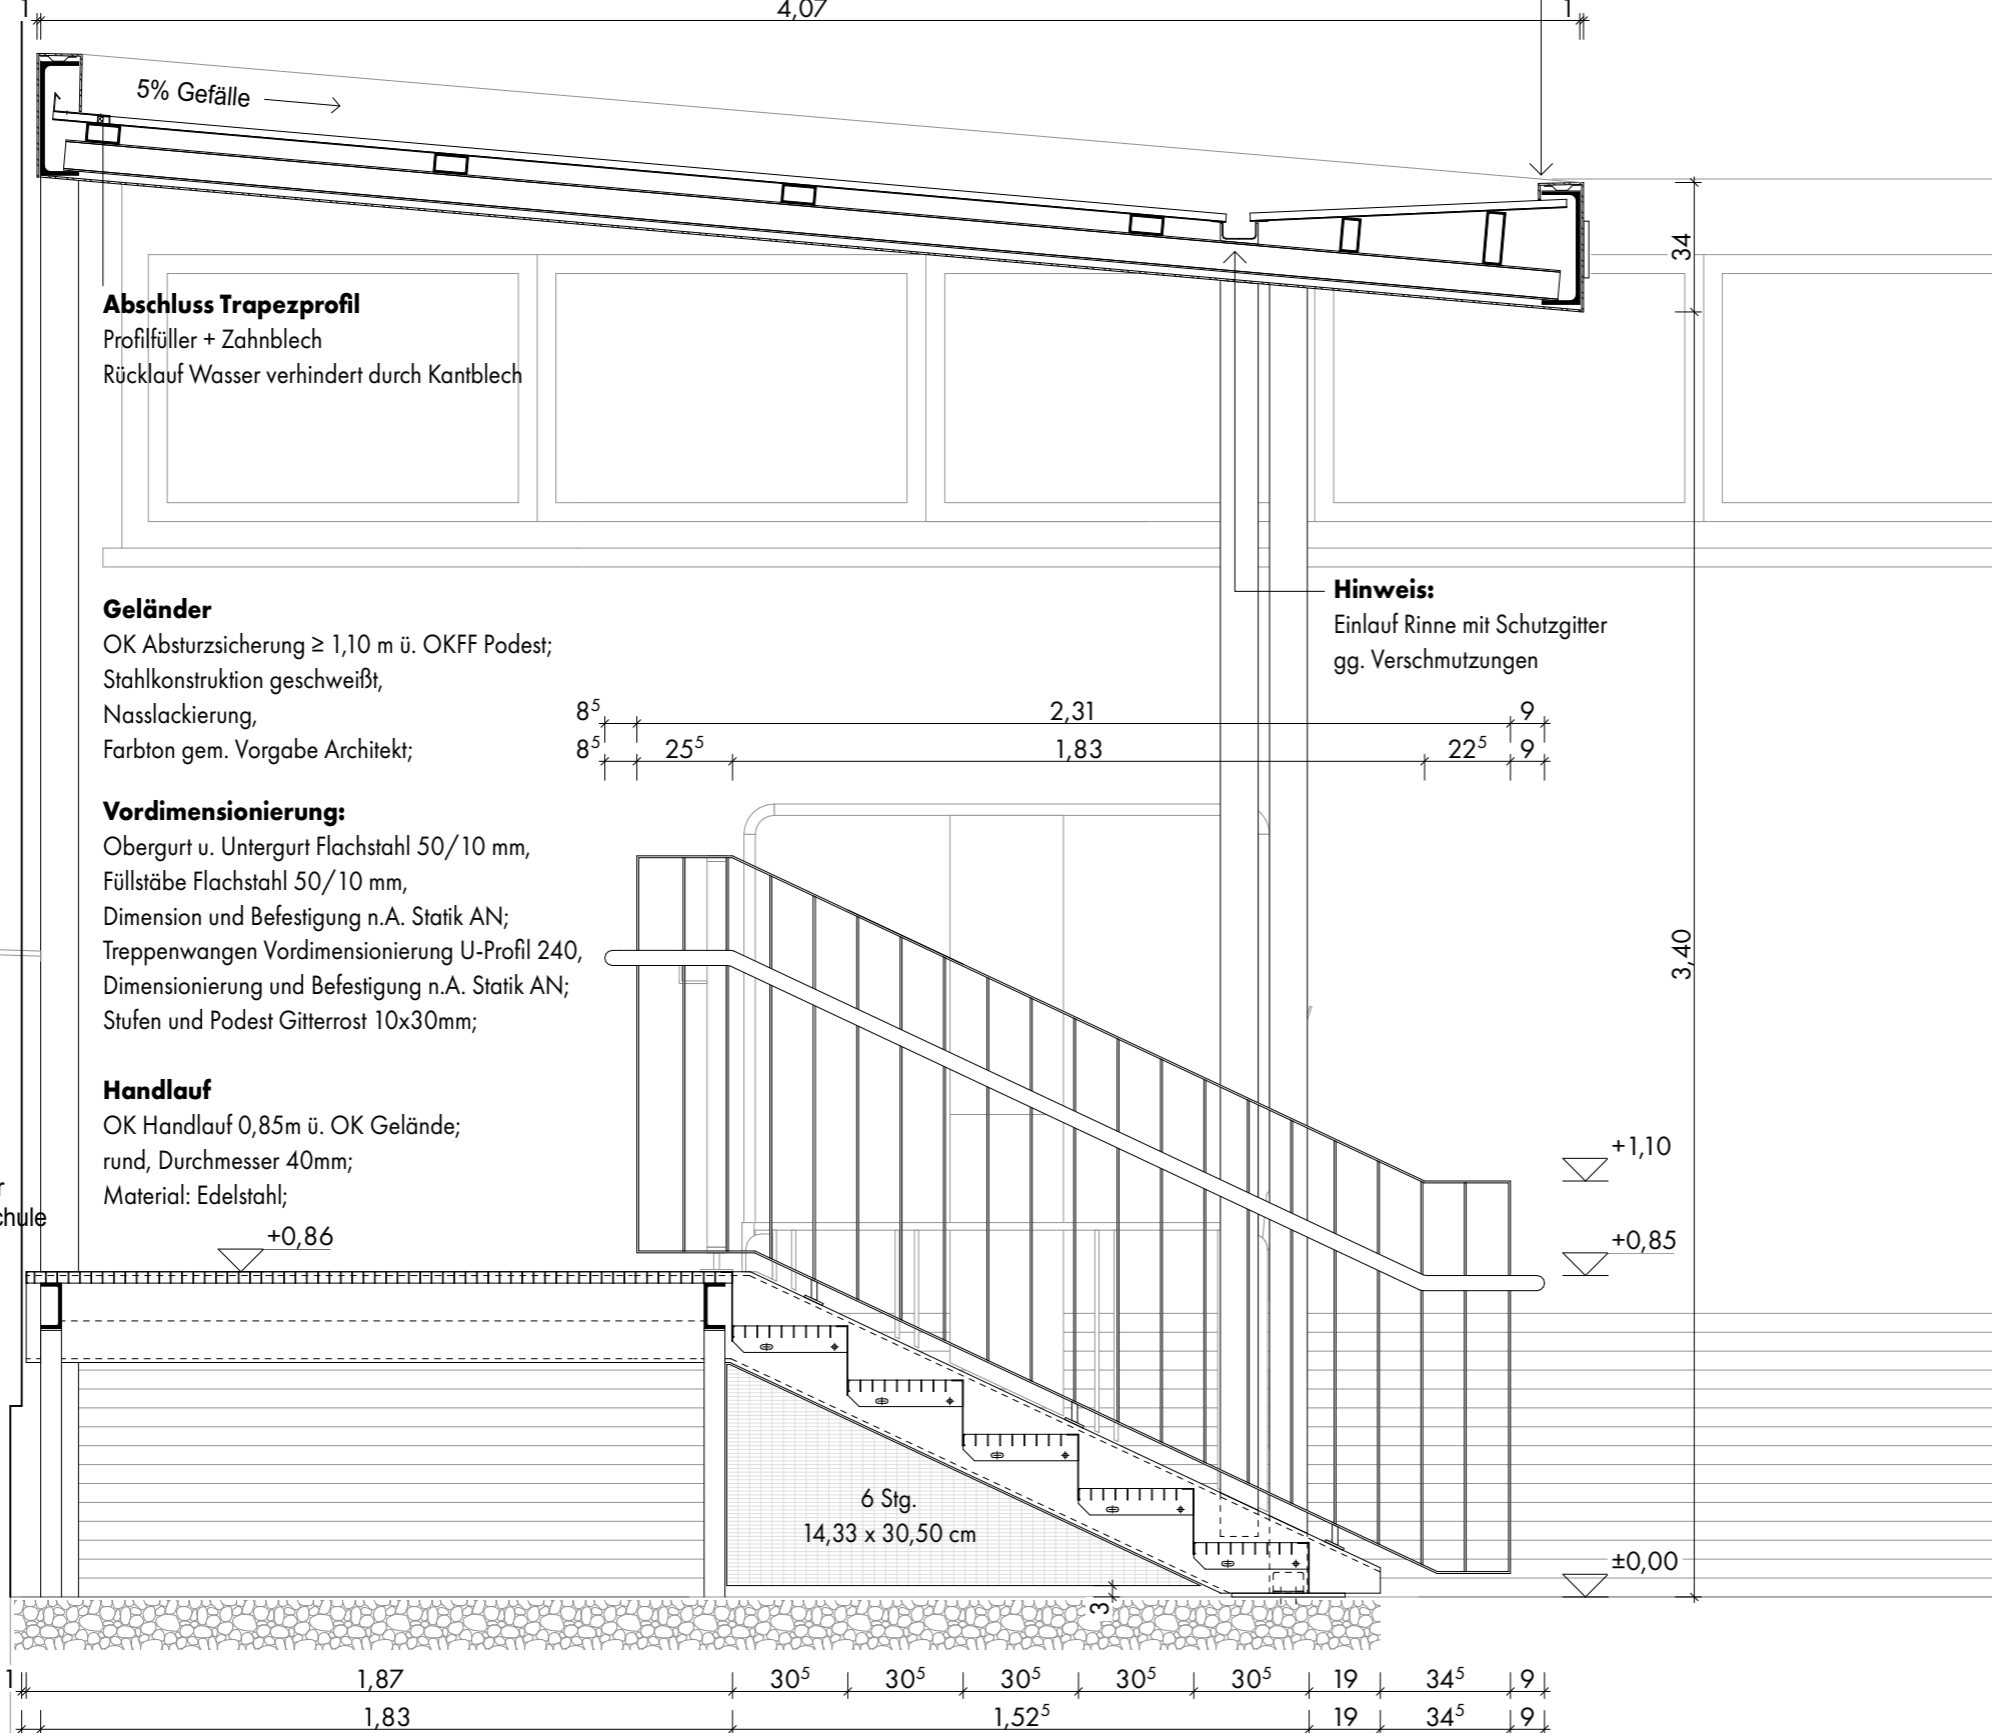 1 4,07 1
5% Gefälle
34
Abschluss Trapezprofil
Profilfüller + Zahnblech
Rücklauf Wasser verhindert durch Kantblech
Geländer
OK Absturzsicherung ≥ 1,10 m ü. OKFF Podest;
Stahlkonstruktion geschweißt,
Nasslackierung,
Farbton gem. Vorgabe Architekt;
Hinweis:
Einlauf Rinne mit Schutzgitter
gg. Verschmutzungen
8⁵ 2,31 9
8⁵ 25⁵ 1,83 22⁵ 9
Vordimensionierung:
Obergurt u. Untergurt Flachstahl 50/10 mm,
Füllstäbe Flachstahl 50/10 mm,
Dimension und Befestigung n.A. Statik AN;
Treppenwangen Vordimensionierung U-Profil 240,
Dimensionierung und Befestigung n.A. Statik AN;
Stufen und Podest Gitterrost 10x30mm;
3,40
Handlauf
OK Handlauf 0,85m ü. OK Gelände;
rund, Durchmesser 40mm;
Material: Edelstahl;
r
chule
+0,86
+1,10
+0,85
6 Stg.
14,33 x 30,50 cm
±0,00
3
1 1,87 30⁵ 30⁵ 30⁵ 30⁵ 30⁵ 19 34⁵ 9
1,83 1,52⁵ 19 34⁵ 9